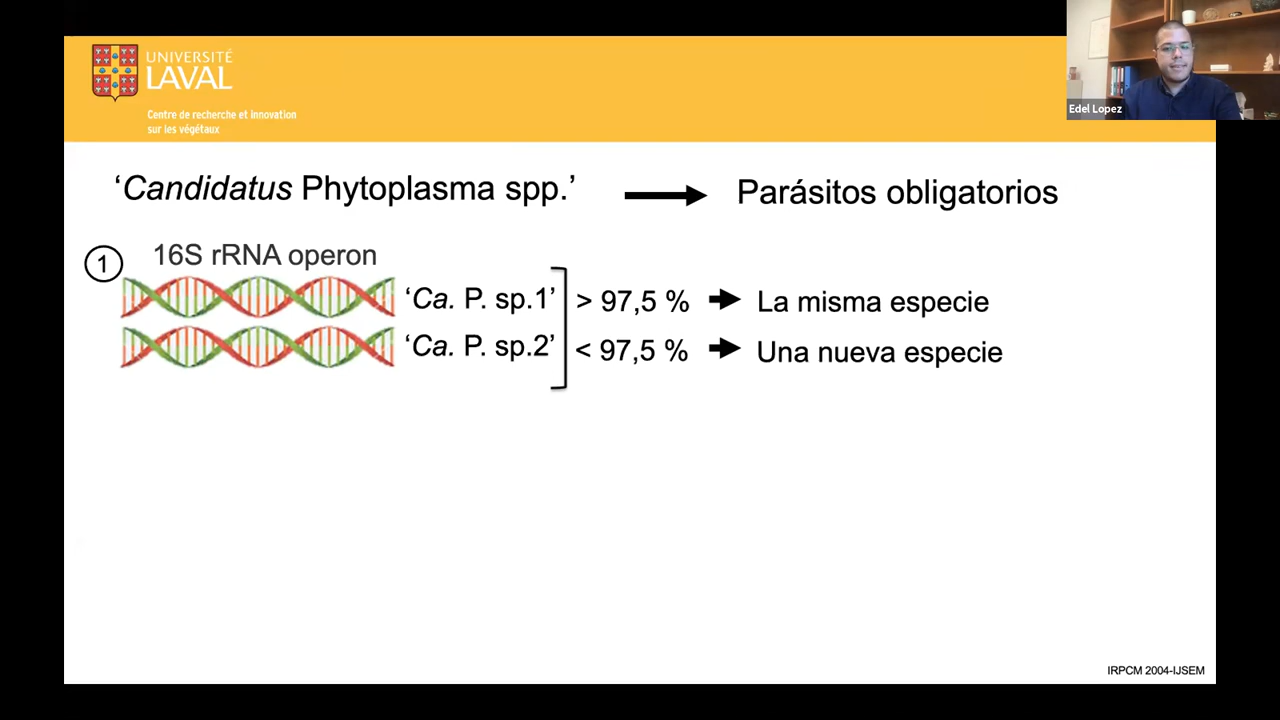 UNIVERSITÉ
LAVAL
Centre de recherche et innovation
sur les végétaux
Edel Lopez
‘Candidatus Phytoplasma spp.’ Parásitos obligatorios
1 16S rRNA operon
‘Ca. P. sp.1’ > 97,5 % La misma especie
‘Ca. P. sp.2’ < 97,5 % Una nueva especie
IRPCM 2004-IJSEM